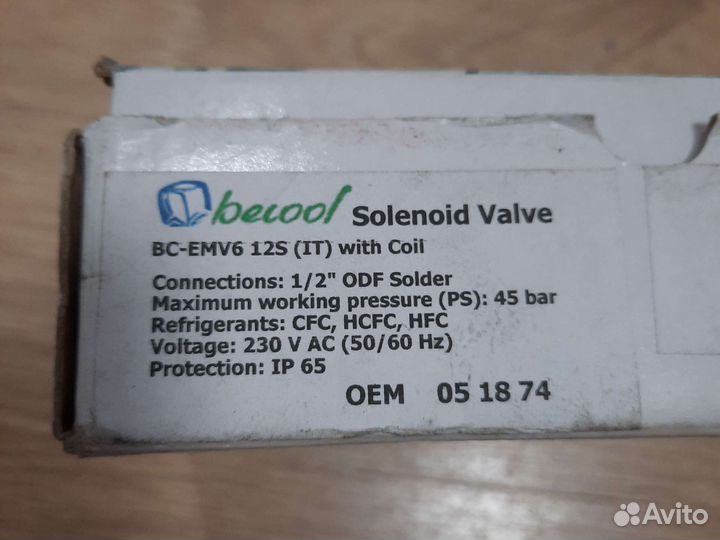 becool Solenoid Valve
BC-EMV6 12S (IT) with Coil
Connections: 1/2" ODF Solder
Maximum working pressure (PS): 45 bar
Refrigerants: CFC, HCFC, HFC
Voltage: 230 V AC (50/60 Hz)
Protection: IP 65
OEM 05 18 74
Avito